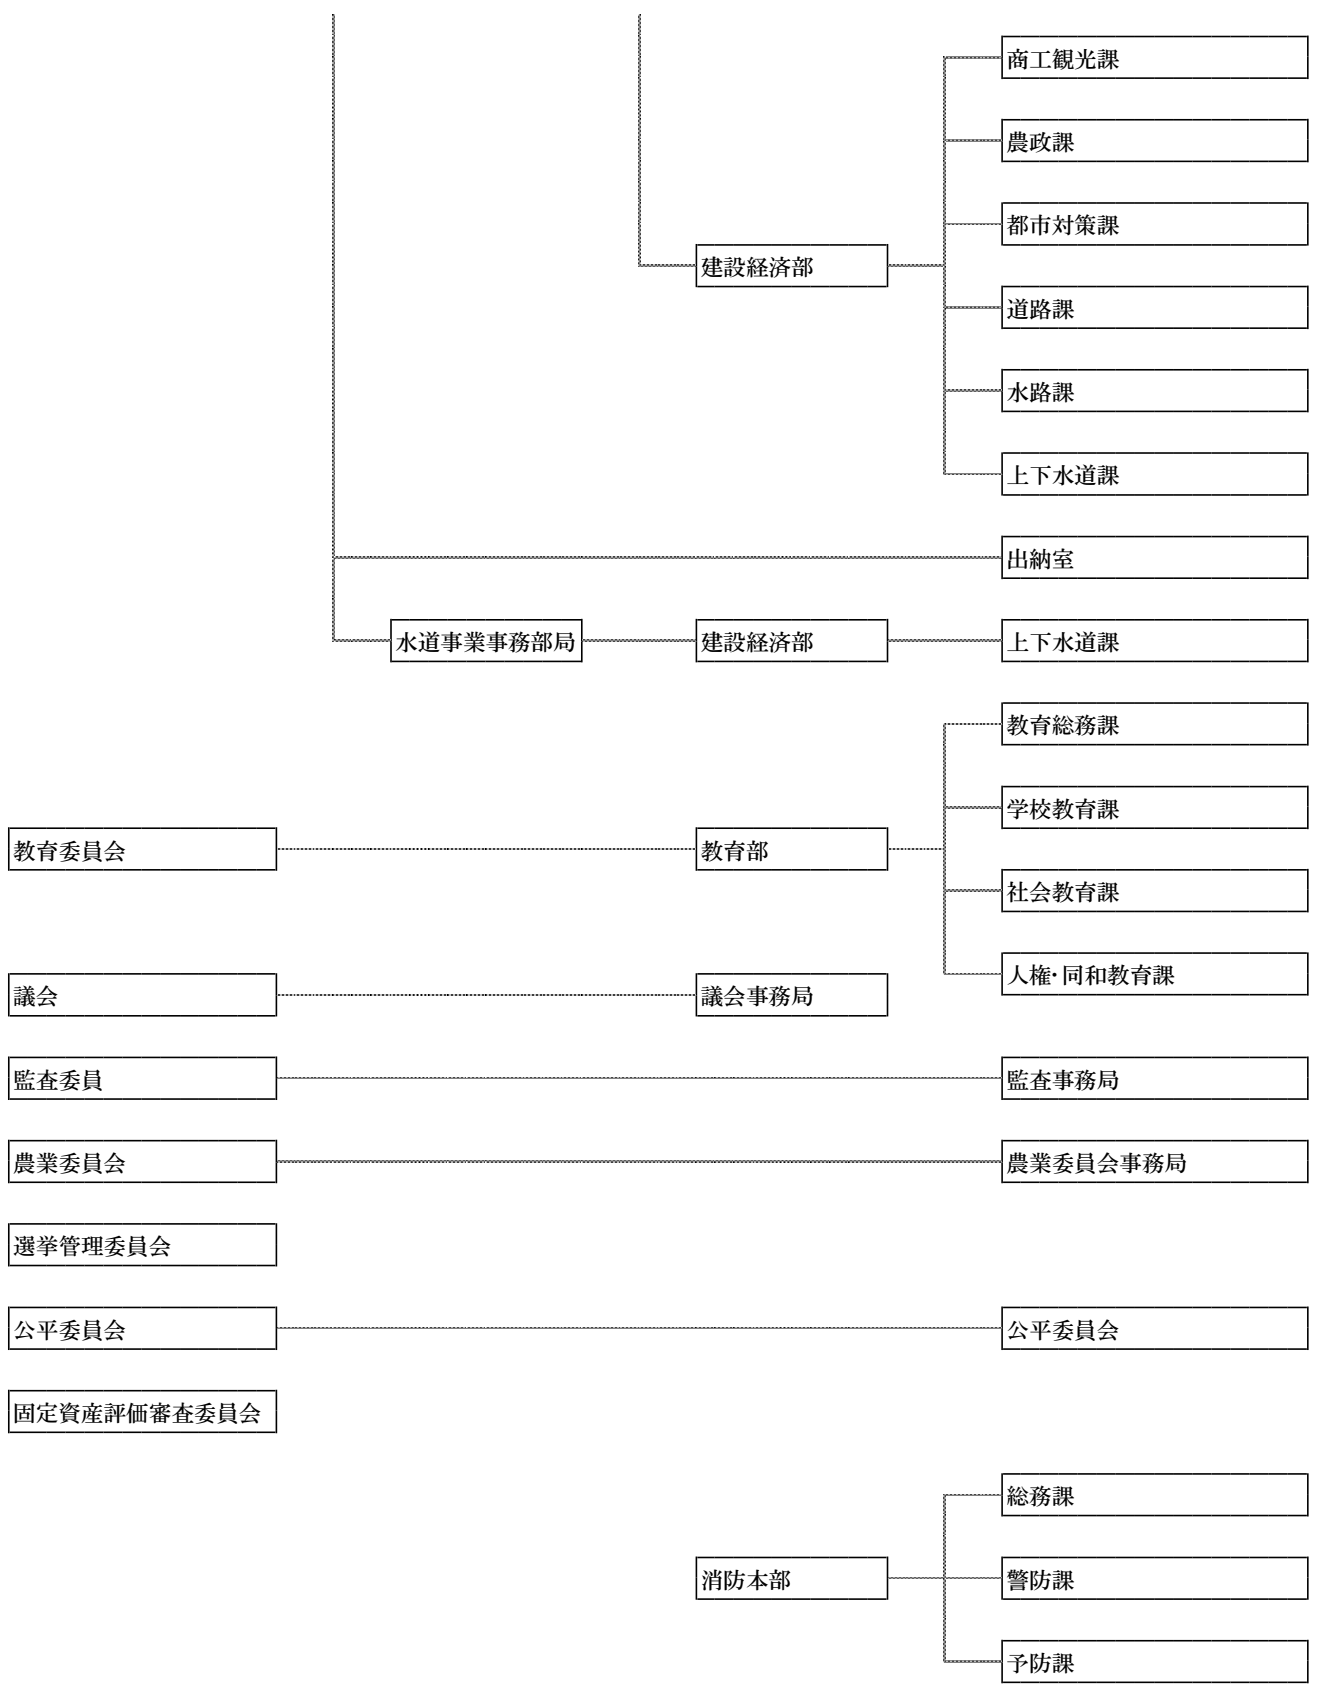 商工観光課
農政課
都市対策課
建設経済部
道路課
水路課
上下水道課
出納室
水道事業事務部局
建設経済部
上下水道課
教育総務課
学校教育課
教育委員会
教育部
社会教育課
人権・同和教育課
議会
議会事務局
監査委員
監査事務局
農業委員会
農業委員会事務局
選挙管理委員会
公平委員会
公平委員会
固定資産評価審査委員会
総務課
消防本部
警防課
予防課